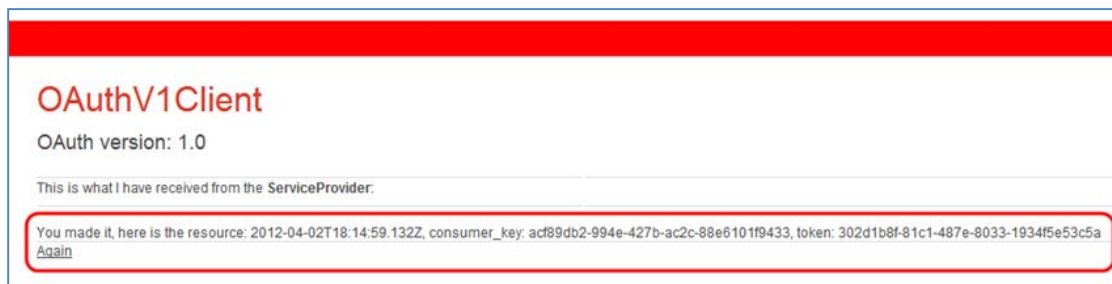 OAuthV1Client
OAuth version: 1.0
This is what I have received from the ServiceProvider:
You made it, here is the resource: 2012-04-02T18:14:59.132Z, consumer_key: acf89db2-994e-427b-ac2c-88e6101f9433, token: 302d1b8f-81c1-487e-8033-1934f5e53c5a
Again